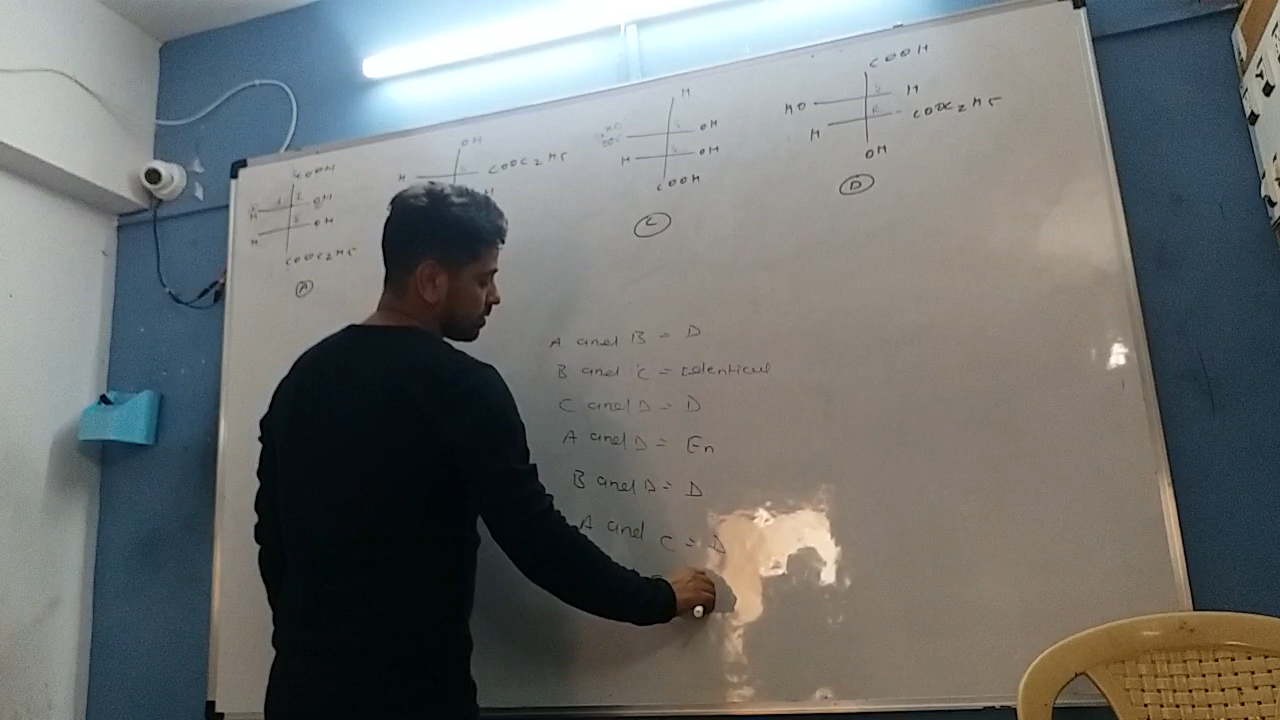 COOH
H OH
H OH
COOC2H5
A
OH
H COOC2H5
H
H
OH
H OH
COOH
C
COOH
HO H
H COOC2H5
OH
D
A and B = D
B and C = identical
C and D = D
A and D = En
B and D = D
A and C = D